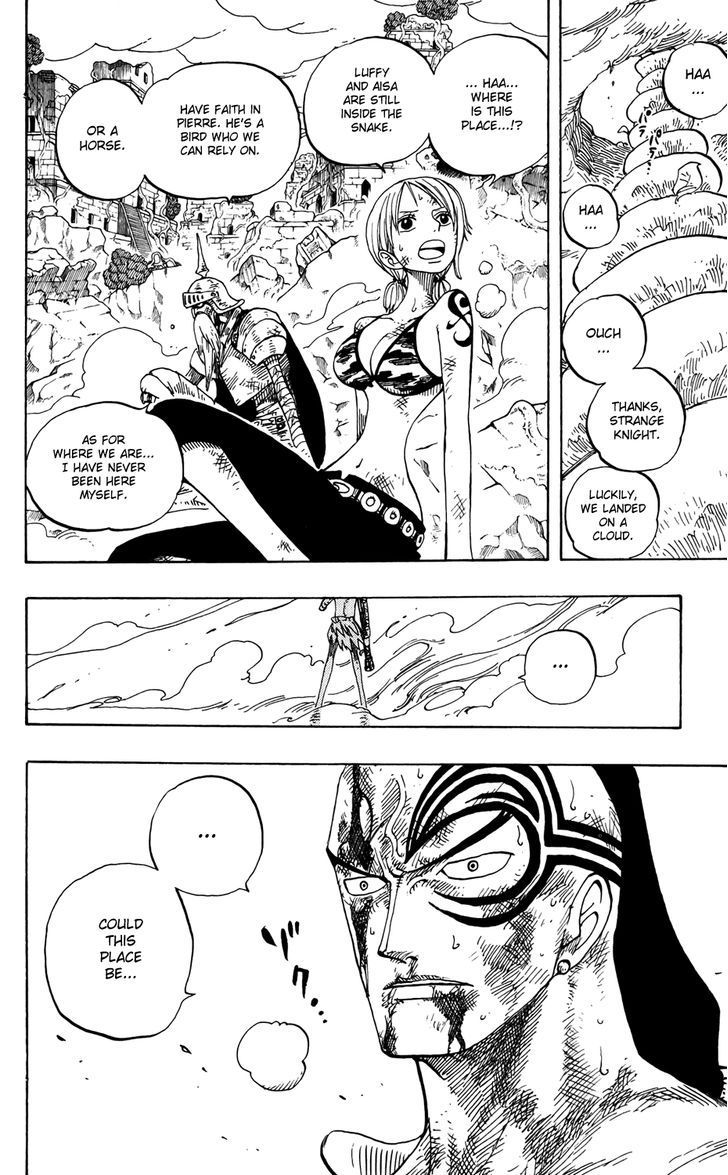 HAA
...
HAA
...
OUCH
...
THANKS,
STRANGE
KNIGHT.
LUCKILY,
WE LANDED
ON A
CLOUD.
... HAA...
WHERE
IS THIS
PLACE...!?
LUFFY
AND AISA
ARE STILL
INSIDE
THE
SNAKE.
HAVE FAITH IN
PIERRE. HE'S A
BIRD WHO WE
CAN RELY ON.
OR A
HORSE.
AS FOR
WHERE WE
ARE...
I HAVE NEVER
BEEN HERE
MYSELF.
...
...
COULD
THIS
PLACE
BE...
ゾク...